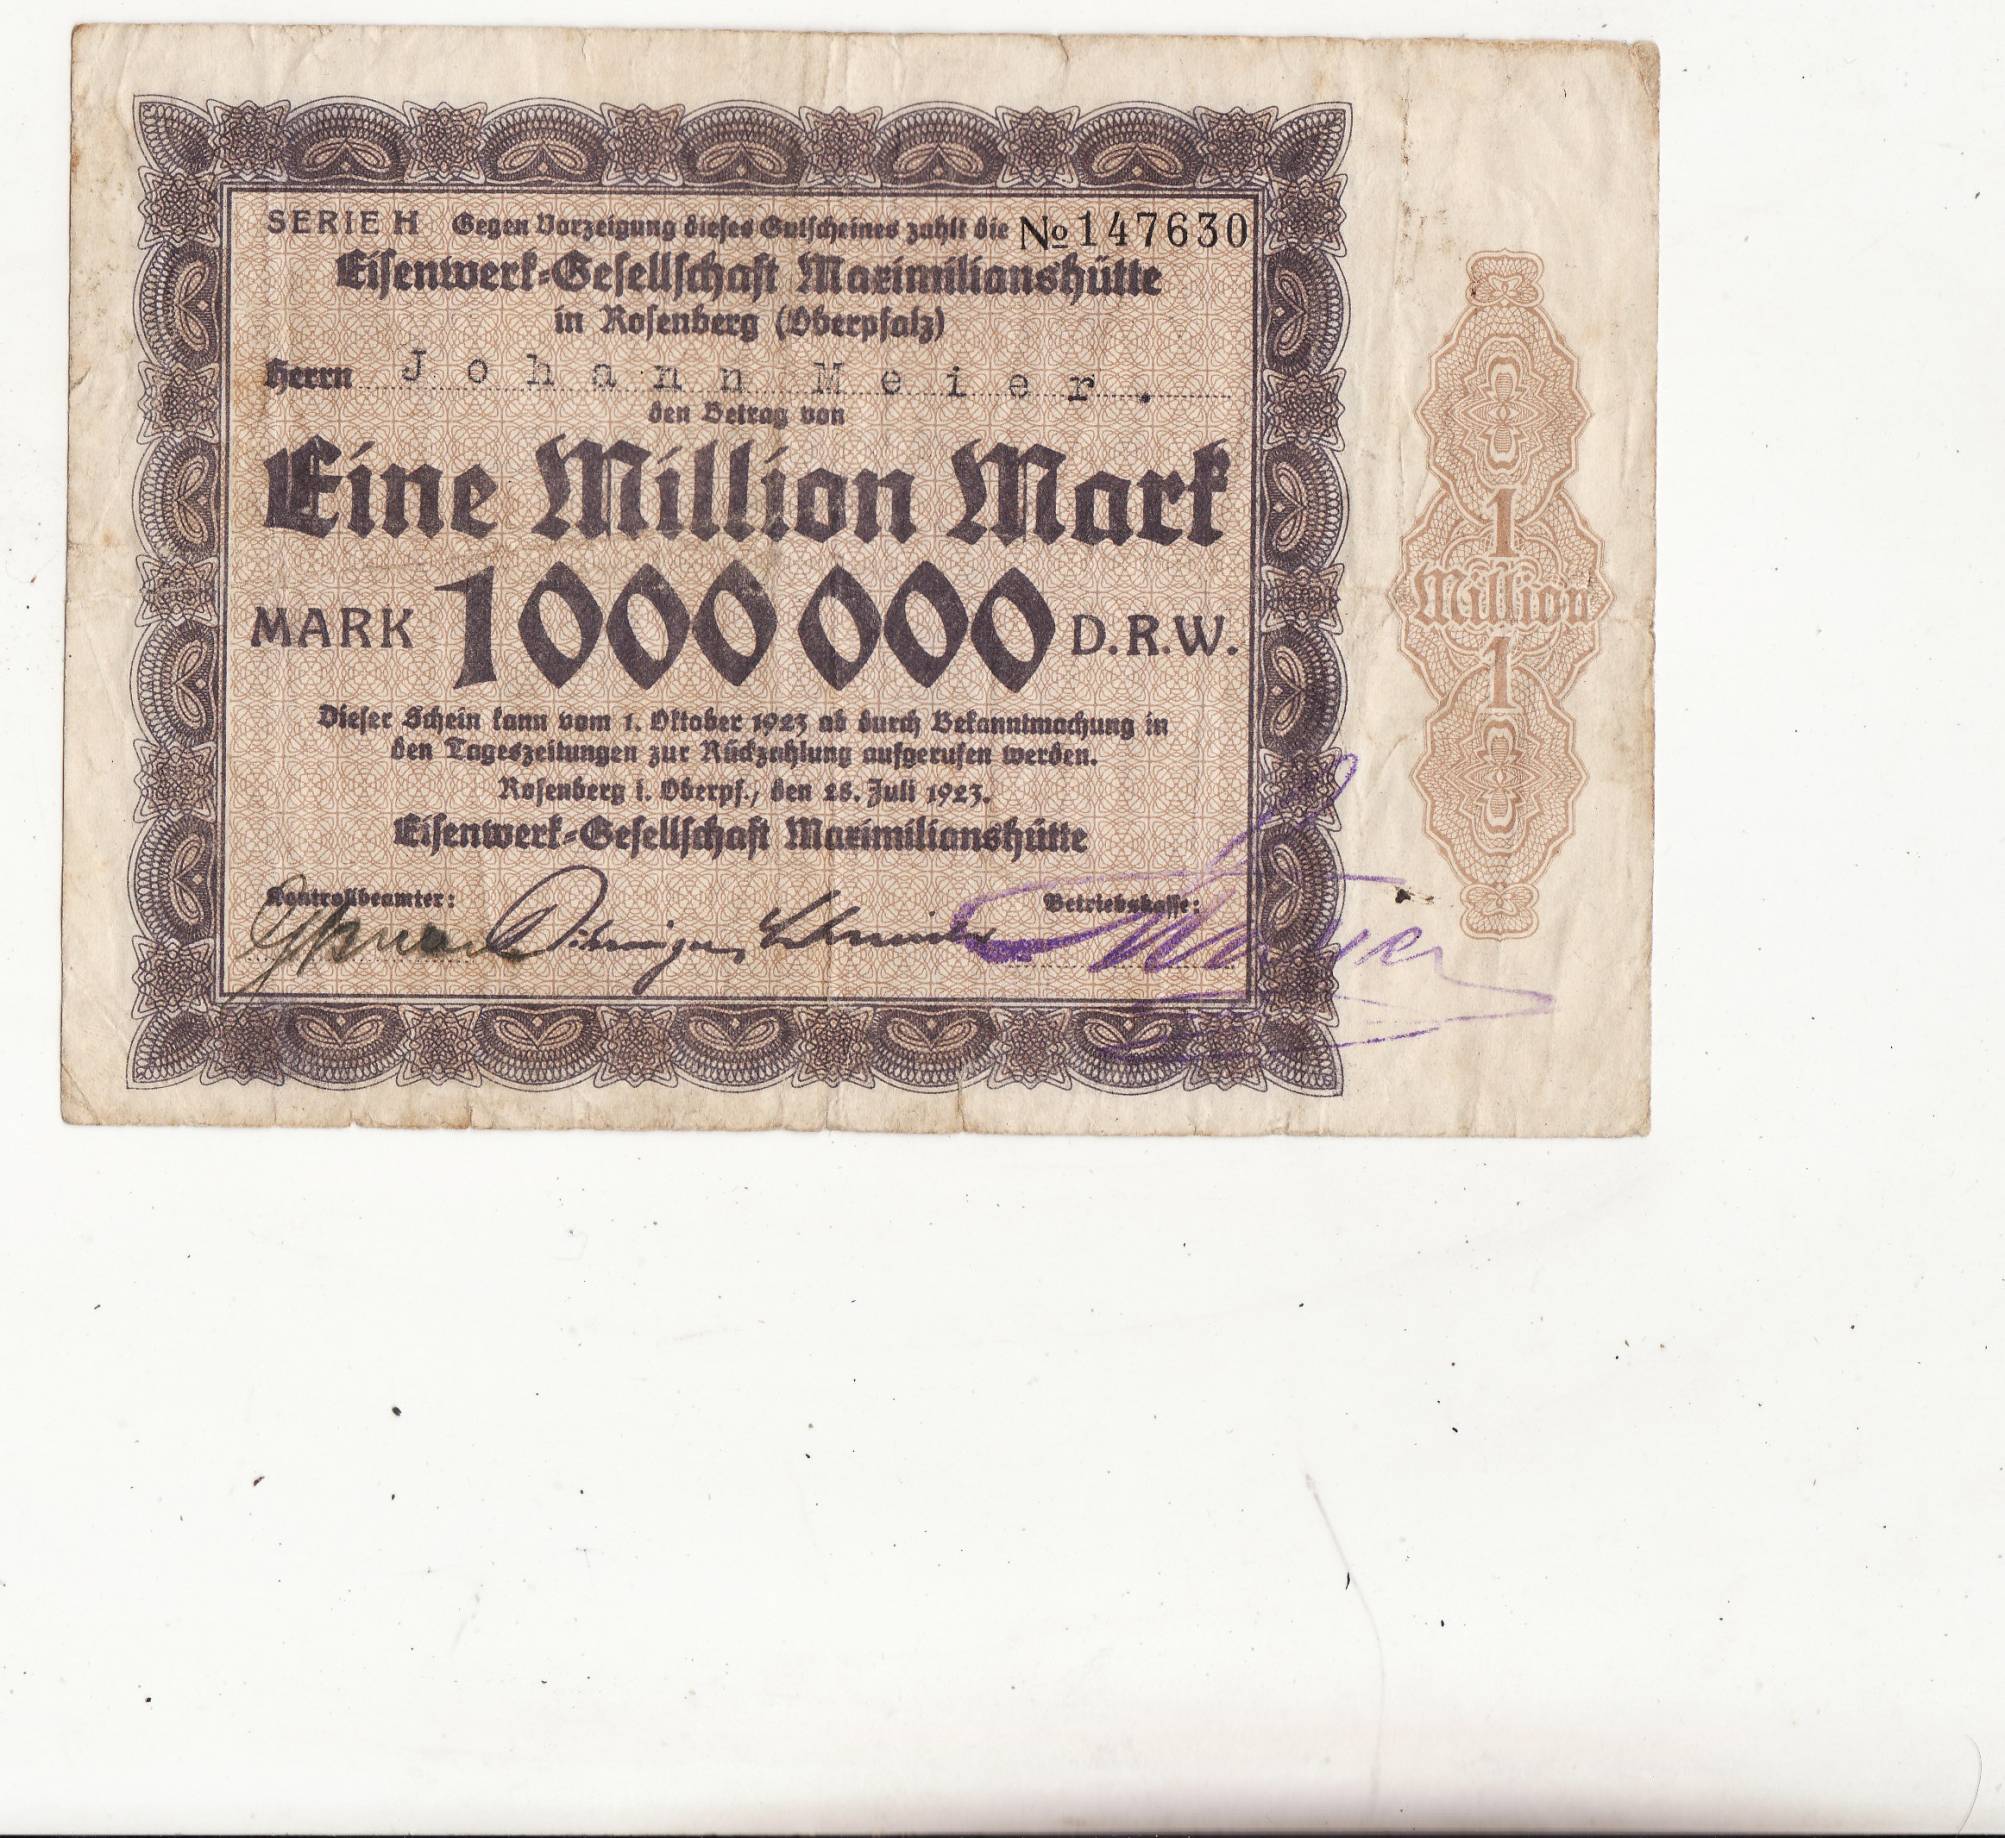 SERIE H Gegen Vorzeigung dieses Gutscheines zahlt die No 147630
Eisenwerk-Gesellschaft Maximilianshütte
in Rosenberg (Oberpfalz)
Herrn Johann Meier.
den Betrag von
Eine Million Mark
MARK 1000000 D.R.W.
Dieser Schein kann vom 1. Oktober 1923 ab durch Bekanntmachung in
den Tageszeitungen zur Rückzahlung aufgerufen werden.
Rosenberg i. Oberpf., den 28. Juli 1923.
Eisenwerk-Gesellschaft Maximilianshütte
Kontrollbeamter: Betriebskasse:
1
Million
1